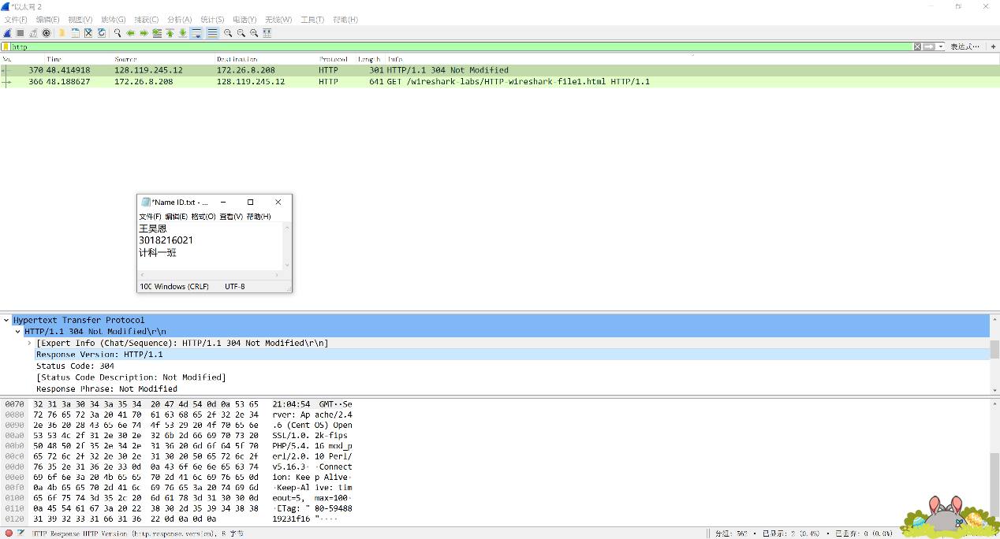 *以太网 2
文件(F) 编辑(E) 视图(V) 跳转(G) 捕获(C) 分析(A) 统计(S) 电话(Y) 无线(W) 工具(T) 帮助(H)
http 表达式… +
No. Time Source Destination Protocol Length Info
370 48.414918 128.119.245.12 172.26.8.208 HTTP 301 HTTP/1.1 304 Not Modified
366 48.188627 172.26.8.208 128.119.245.12 HTTP 641 GET /wireshark-labs/HTTP-wireshark-file1.html HTTP/1.1
*Name ID.txt - ...
文件(F) 编辑(E) 格式(O) 查看(V) 帮助(H)
王昊恩
3018216021
计科一班
100 Windows (CRLF) UTF-8
Hypertext Transfer Protocol
HTTP/1.1 304 Not Modified\r\n
[Expert Info (Chat/Sequence): HTTP/1.1 304 Not Modified\r\n]
Response Version: HTTP/1.1
Status Code: 304
[Status Code Description: Not Modified]
Response Phrase: Not Modified
0070 32 31 3a 30 34 3a 35 34 20 47 4d 54 0d 0a 53 65 21:04:54 GMT··Se
0080 72 76 65 72 3a 20 41 70 61 63 68 65 2f 32 2e 34 rver: Ap ache/2.4
0090 2e 36 20 28 43 65 6e 74 4f 53 29 20 4f 70 65 6e .6 (Cent OS) Open
00a0 53 53 4c 2f 31 2e 30 2e 32 6b 2d 66 69 70 73 20 SSL/1.0. 2k-fips
00b0 50 48 50 2f 35 2e 34 2e 31 36 20 6d 6f 64 5f 70 PHP/5.4. 16 mod_p
00c0 65 72 6c 2f 32 2e 30 2e 31 30 20 50 65 72 6c 2f erl/2.0. 10 Perl/
00d0 76 35 2e 31 36 2e 33 0d 0a 43 6f 6e 6e 65 63 74 v5.16.3· ·Connect
00e0 69 6f 6e 3a 20 4b 65 65 70 2d 41 6c 69 76 65 0d ion: Kee p-Alive·
00f0 0a 4b 65 65 70 2d 41 6c 69 76 65 3a 20 74 69 6d ·Keep-Al ive: tim
0100 65 6f 75 74 3d 35 2c 20 6d 61 78 3d 31 30 30 0d eout=5, max=100·
0110 0a 45 54 61 67 3a 20 22 38 30 2d 35 39 34 38 38 ·ETag: " 80-59488
0120 31 39 32 33 31 66 31 36 22 0d 0a 0d 0a 19231f16 "····
HTTP Response HTTP Version (http.response.version), 8 字节 分组: 562 · 已显示: 2 (0.4%) · 已丢弃: 0 (0.0%)